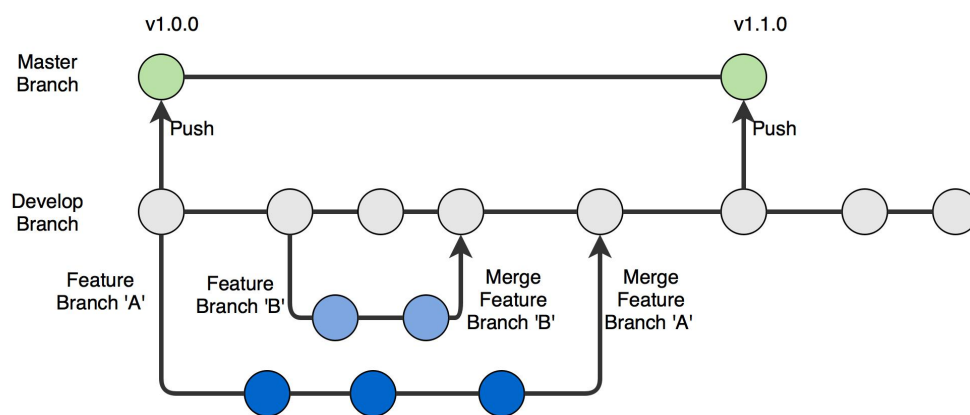 v1.0.0
v1.1.0
Master
Branch
Push
Push
Develop
Branch
Feature
Branch 'A'
Feature
Branch 'B'
Merge
Feature
Branch 'B'
Merge
Feature
Branch 'A'